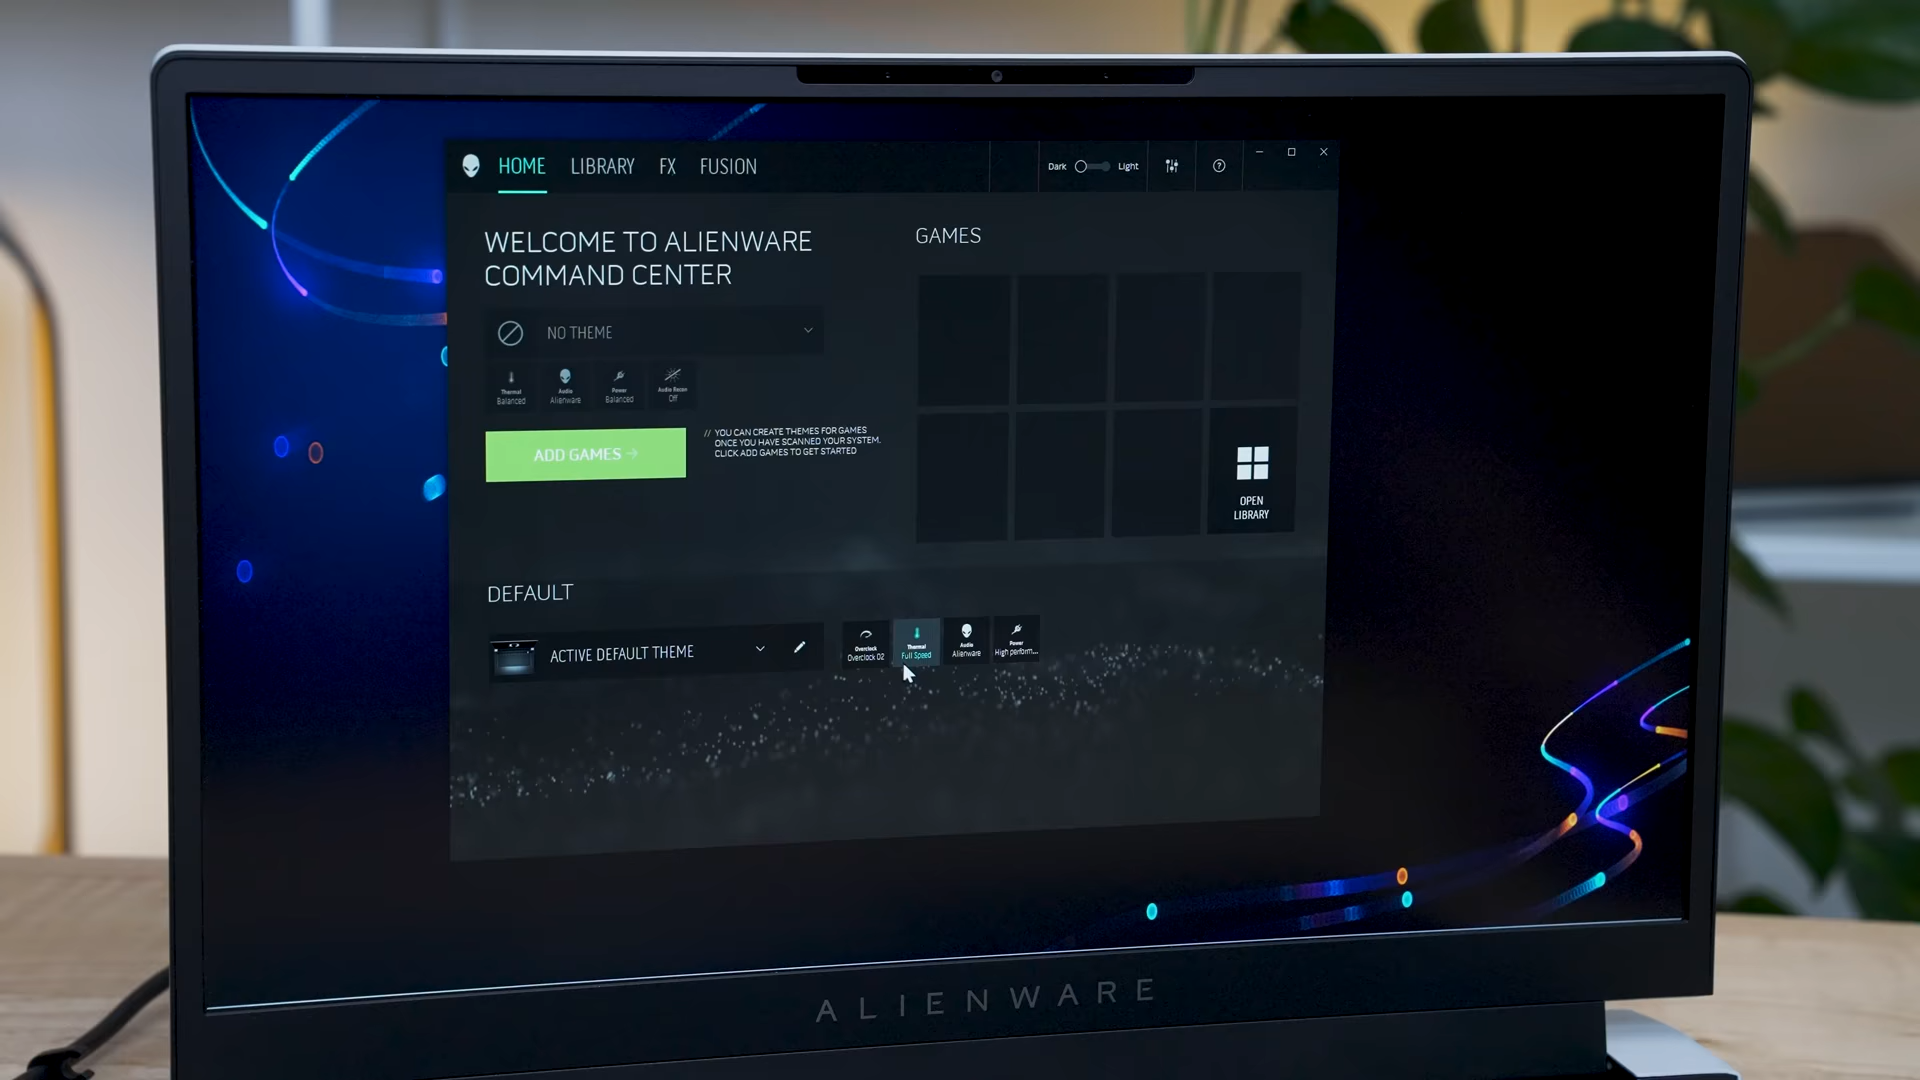 HOME LIBRARY FX FUSION
Dark Light
WELCOME TO ALIENWARE
COMMAND CENTER
GAMES
NO THEME
Thermal
Balanced
Audio
Alienware
Power
Balanced
Audio Recon
Off
ADD GAMES
// YOU CAN CREATE THEMES FOR GAMES
ONCE YOU HAVE SCANNED YOUR SYSTEM.
CLICK ADD GAMES TO GET STARTED
OPEN
LIBRARY
DEFAULT
ACTIVE DEFAULT THEME
Overclock
Overclock 02
Thermal
Full Speed
Audio
Alienware
Power
High perform...
ALIENWARE